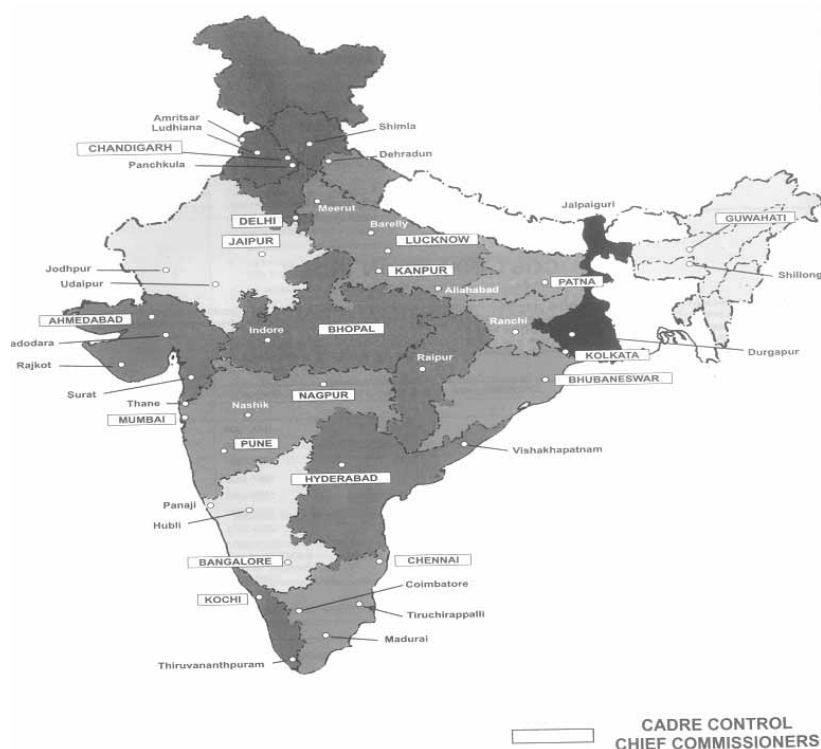 Amritsar
Ludhiana
Shimla
CHANDIGARH
Dehradun
Panchkula
Meerut
Jalpaiguri
DELHI
GUWAHATI
Barelly
JAIPUR
LUCKNOW
Jodhpur
KANPUR
Shillong
Udaipur
Allahabad
PATNA
AHMEDABAD
Indore
BHOPAL
Ranchi
adodara
Raipur
KOLKATA
Durgapur
Rajkot
BHUBANESWAR
Surat
NAGPUR
Thane
Nashik
MUMBAI
PUNE
Vishakhapatnam
HYDERABAD
Panaji
Hubli
BANGALORE
CHENNAI
Coimbatore
KOCHI
Tiruchirappalli
Madurai
Thiruvananthpuram
CADRE CONTROL
CHIEF COMMISSIONERS